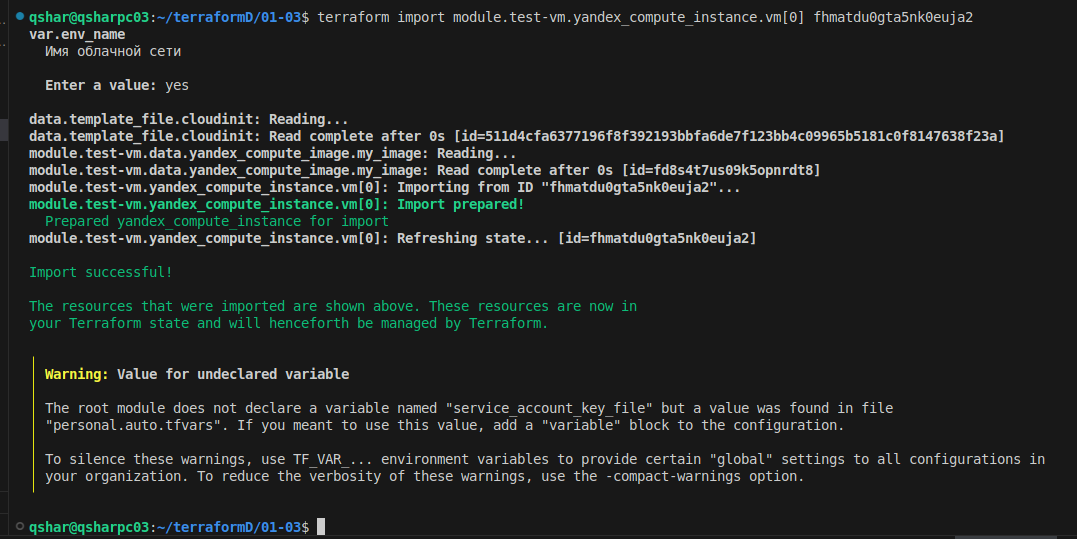 qshar@qsharpc03:~/terraformD/01-03$ terraform import module.test-vm.yandex_compute_instance.vm[0] fhmatdu0gta5nk0euja2
var.env_name
Имя облачной сети
Enter a value: yes
data.template_file.cloudinit: Reading...
data.template_file.cloudinit: Read complete after 0s [id=511d4cfa6377196f8f392193bbfa6de7f123bb4c09965b5181c0f8147638f23a]
module.test-vm.data.yandex_compute_image.my_image: Reading...
module.test-vm.data.yandex_compute_image.my_image: Read complete after 0s [id=fd8s4t7us09k5opnrdt8]
module.test-vm.yandex_compute_instance.vm[0]: Importing from ID "fhmatdu0gta5nk0euja2"...
module.test-vm.yandex_compute_instance.vm[0]: Import prepared!
Prepared yandex_compute_instance for import
module.test-vm.yandex_compute_instance.vm[0]: Refreshing state... [id=fhmatdu0gta5nk0euja2]
Import successful!
The resources that were imported are shown above. These resources are now in
your Terraform state and will henceforth be managed by Terraform.
Warning: Value for undeclared variable
The root module does not declare a variable named "service_account_key_file" but a value was found in file
"personal.auto.tfvars". If you meant to use this value, add a "variable" block to the configuration.
To silence these warnings, use TF_VAR_... environment variables to provide certain "global" settings to all configurations in
your organization. To reduce the verbosity of these warnings, use the -compact-warnings option.
qshar@qsharpc03:~/terraformD/01-03$